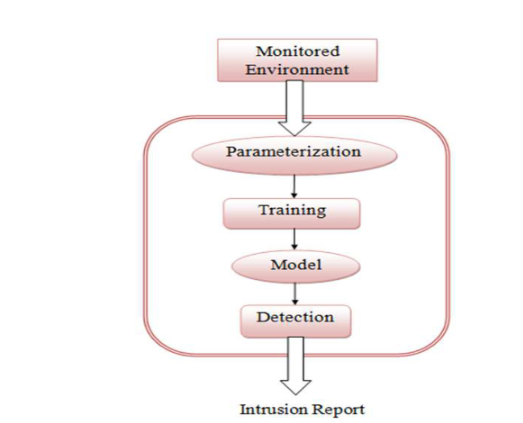 Monitored
Environment
Parameterization
Training
Model
Detection
Intrusion Report